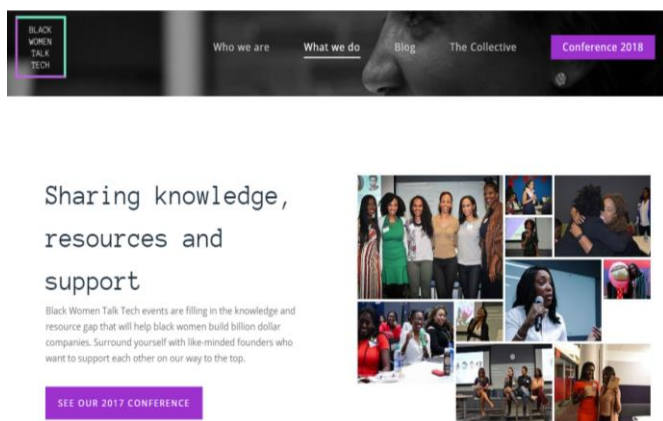 BLACK
WOMEN
TALK
TECH
Who we are What we do Blog The Collective Conference 2018
Sharing knowledge,
resources and
support
Black Women Talk Tech events are filling in the knowledge and
resource gap that will help black women build billion dollar
companies. Surround yourself with like-minded founders who
want to support each other on our way to the top.
SEE OUR 2017 CONFERENCE